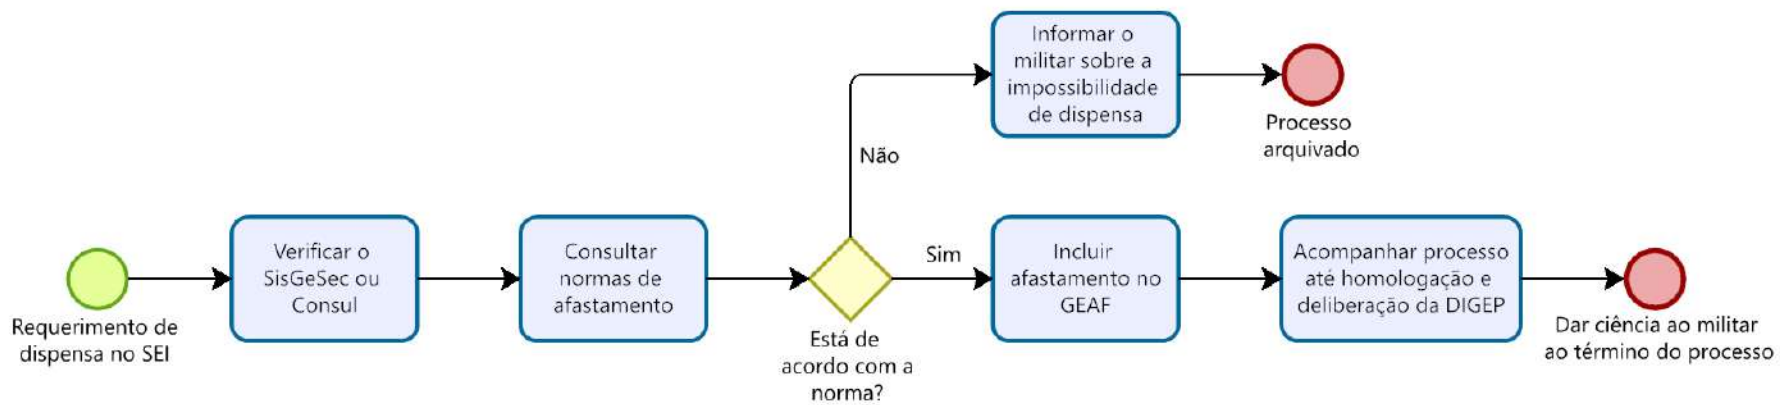 Informar o
militar sobre a
impossibilidade
de dispensa
Processo
arquivado
Não
Requerimento de
dispensa no SEI
Verificar o
SisGeSec ou
Consul
Consultar
normas de
afastamento
Está de
acordo com a
norma?
Sim
Incluir
afastamento no
GEAF
Acompanhar processo
até homologação e
deliberação da DIGEP
Dar ciência ao militar
ao término do processo